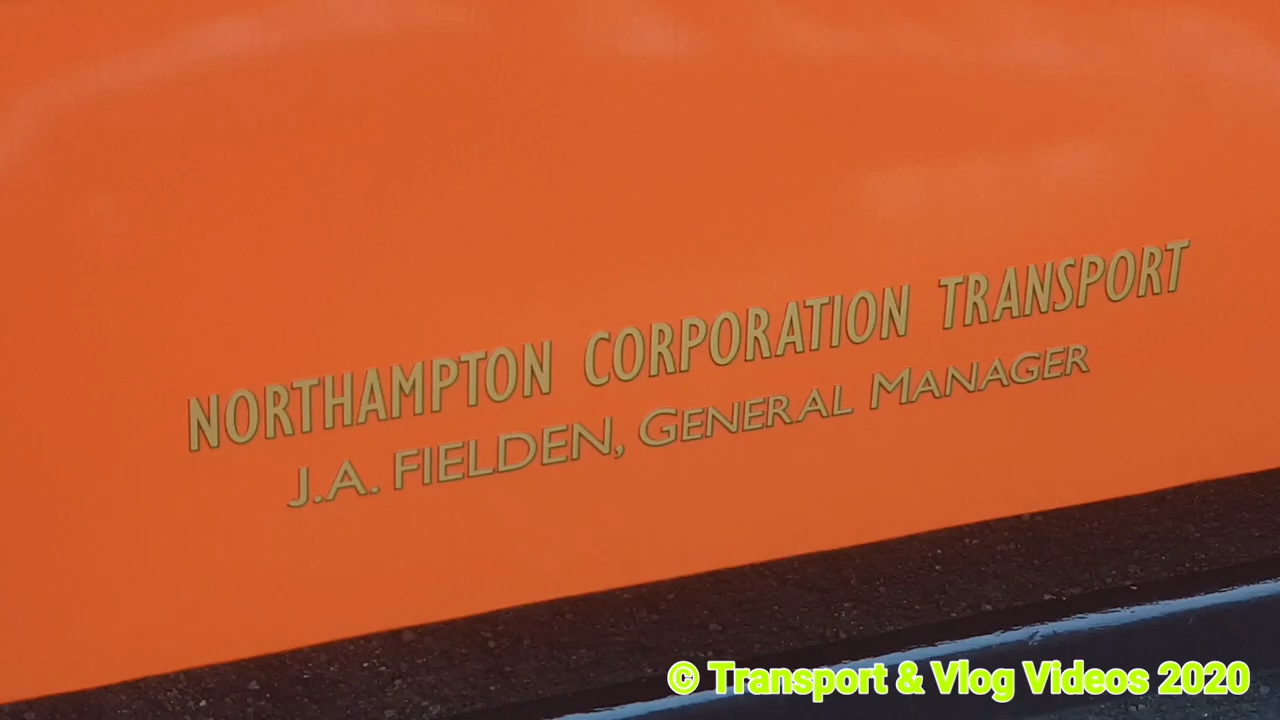 NORTHAMPTON CORPORATION TRANSPORT
J.A. FIELDEN, GENERAL MANAGER
© Transport & Vlog Videos 2020